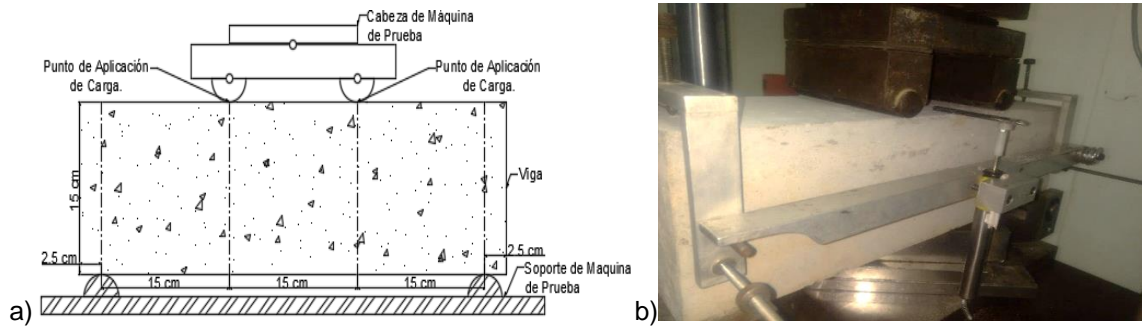 Cabeza de Máquina
de Prueba
Punto de Aplicación
de Carga.
Punto de Aplicación
de Carga.
15 cm
Viga
2.5 cm
2.5 cm
15 cm
15 cm
15 cm
Soporte de Maquina
de Prueba
a)
b)